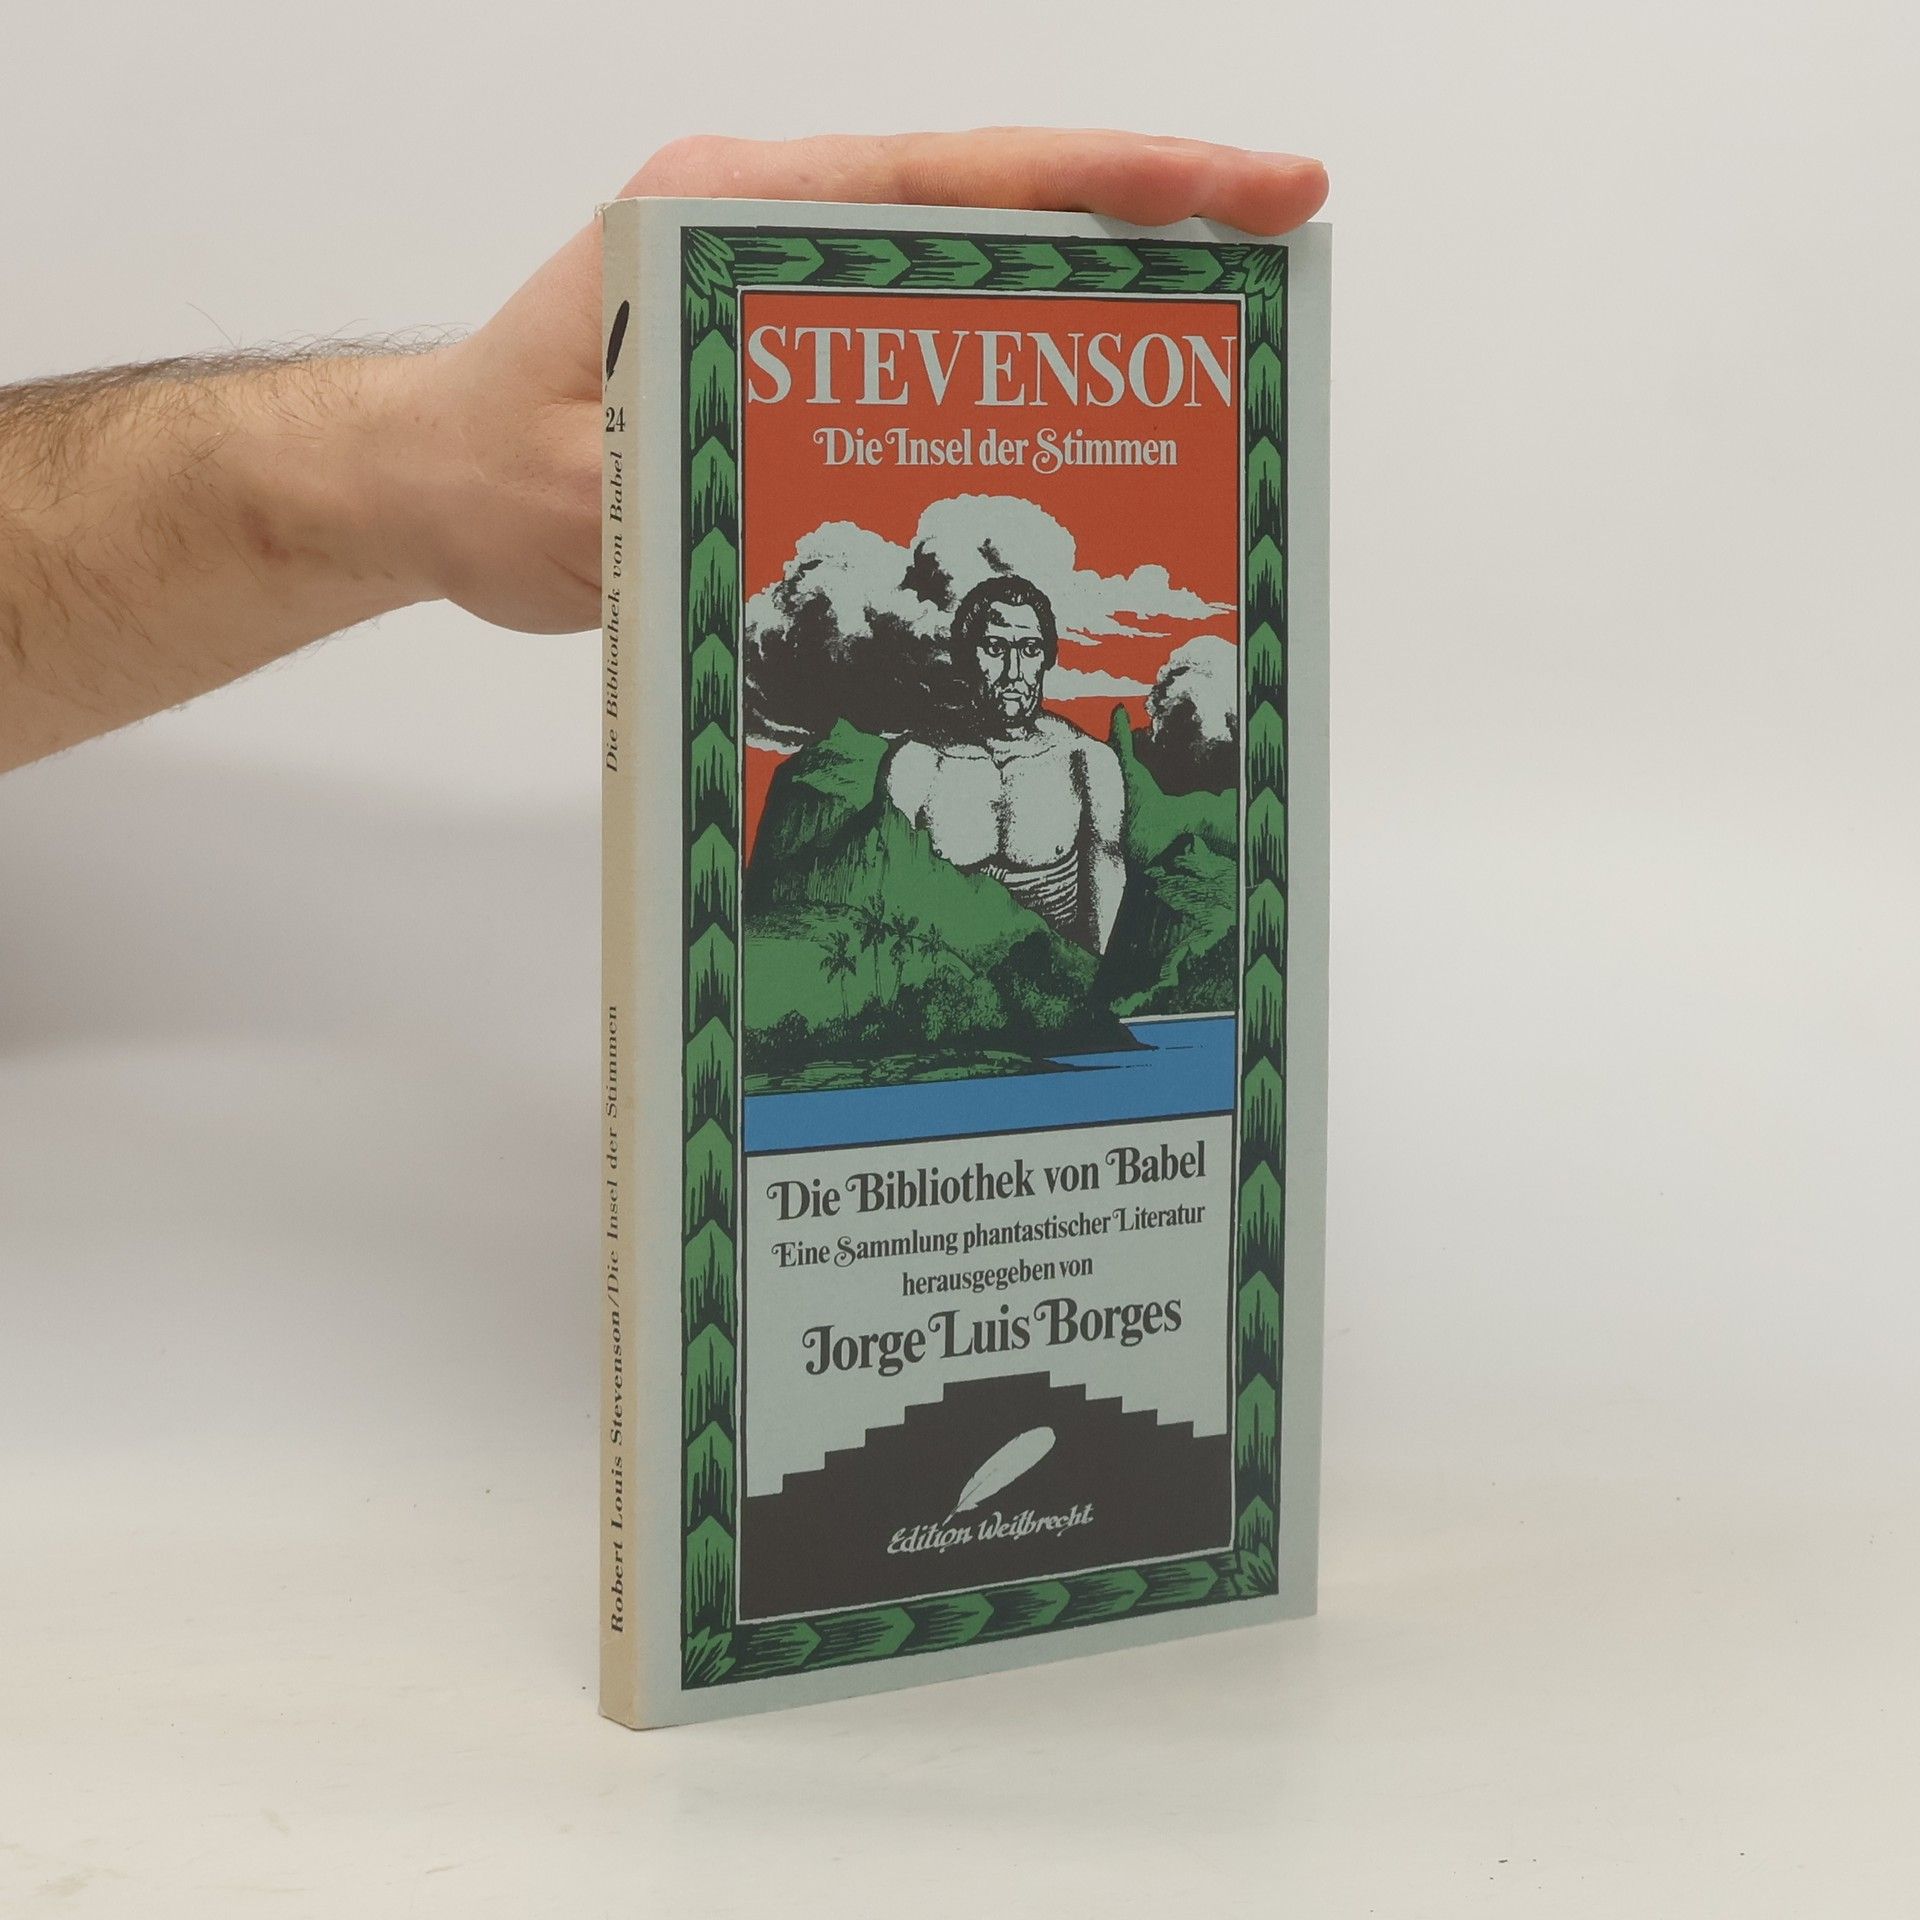 STEVENSON
Die Insel der Stimmen
Die Bibliothek von Babel
Eine Sammlung phantastischer Literatur
herausgegeben von
Jorge Luis Borges
Edition Weitbrecht
24
Die Bibliothek von Babel
Robert Louis Stevenson/Die Insel der Stimmen